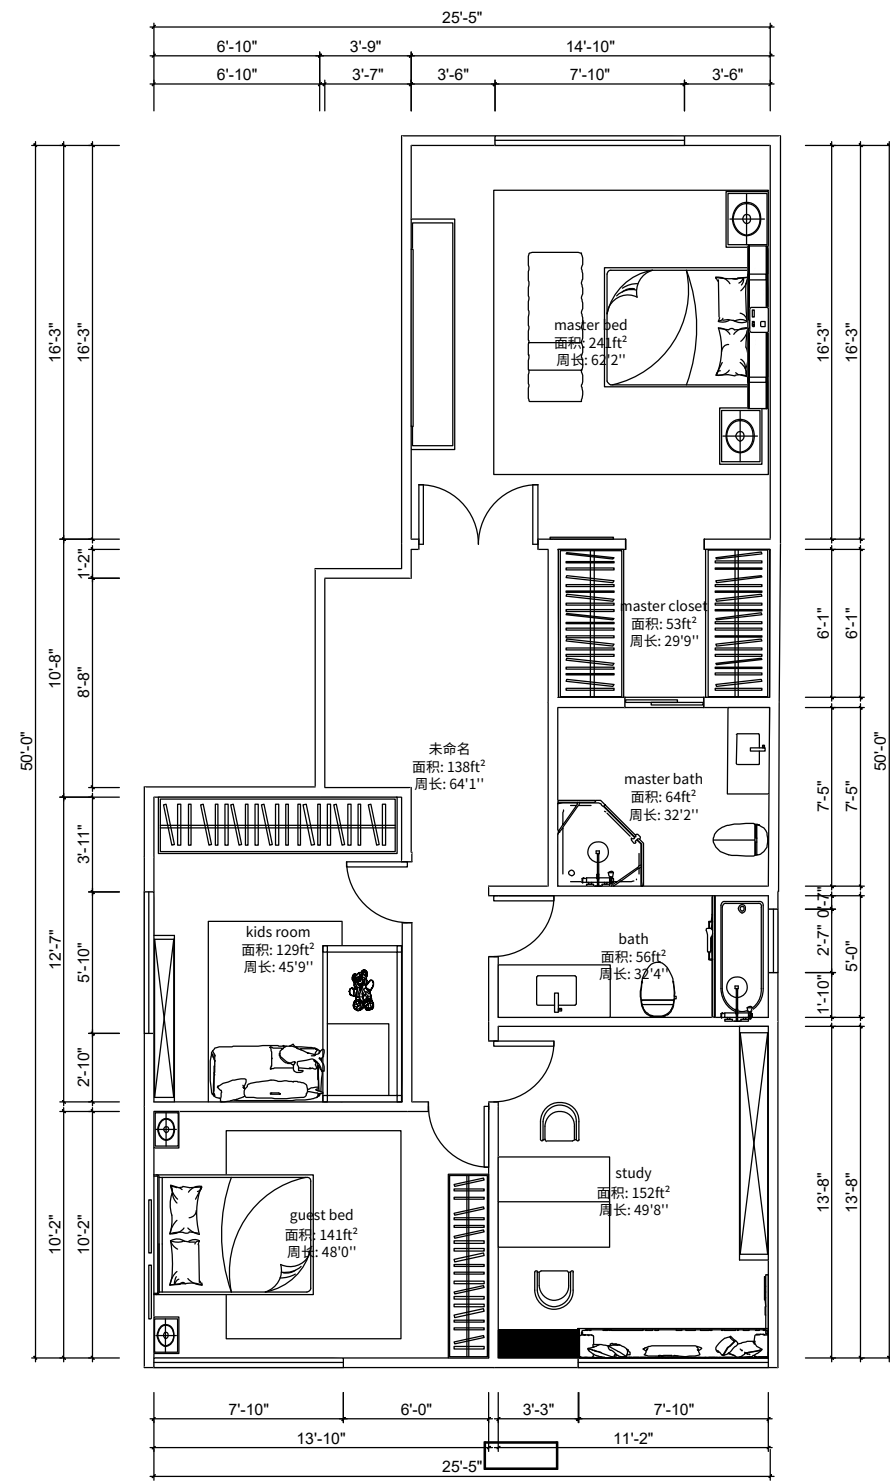 25'-5"
6'-10" 3'-9" 14'-10"
6'-10" 3'-7" 3'-6" 7'-10" 3'-6"
16'-3" 16'-3" 16'-3" 16'-3"
master bed
面积: 241ft²
周长: 62'2''
1'-2"
10'-8" 8'-8"
50'-0"
6'-1" 6'-1"
master closet
面积: 53ft²
周长: 29'9''
未命名
面积: 138ft²
周长: 64'1''
50'-0"
master bath
面积: 64ft²
周长: 32'2''
7'-5" 7'-5"
3'-11"
12'-7" 5'-10"
kids room
面积: 129ft²
周长: 45'9''
bath
面积: 56ft²
周长: 32'4''
0'-7"
2'-7" 5'-0"
1'-10"
2'-10"
study
面积: 152ft²
周长: 49'8''
13'-8" 13'-8"
10'-2" 10'-2"
guest bed
面积: 141ft²
周长: 48'0''
7'-10" 6'-0" 3'-3" 7'-10"
13'-10" 11'-2"
25'-5"